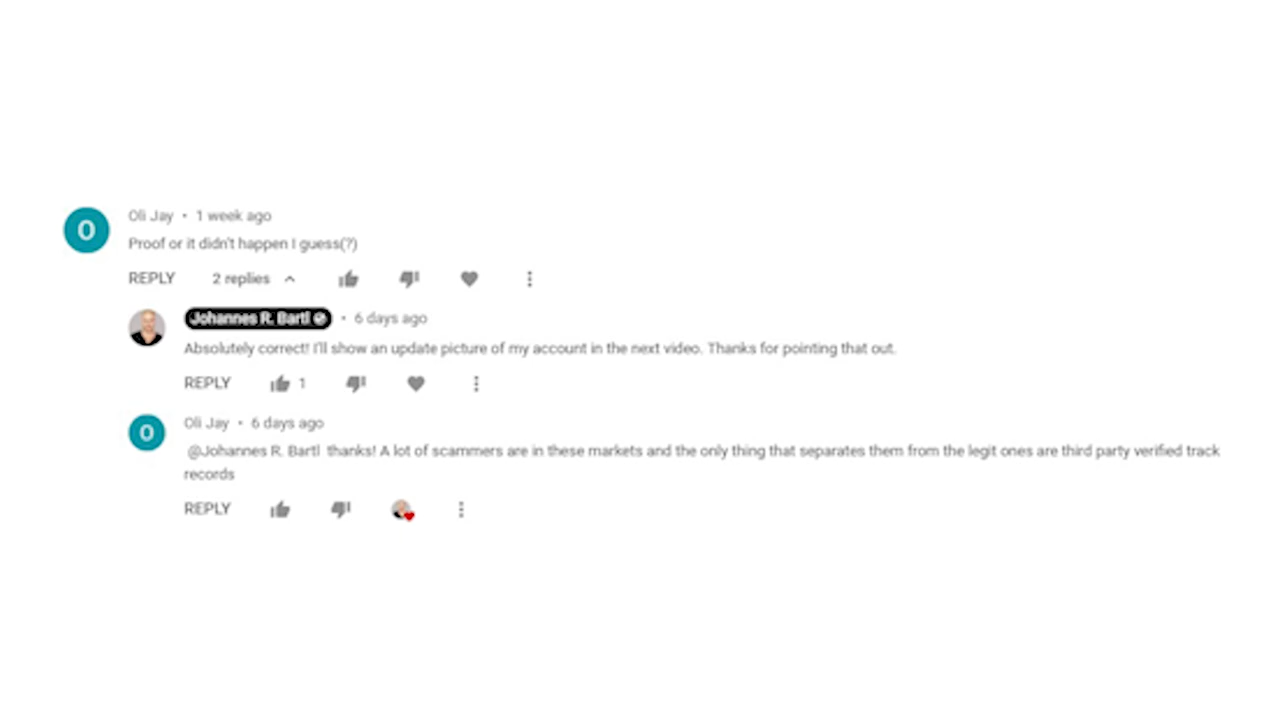 O
Oli Jay • 1 week ago
Proof or it didn't happen I guess(?)
REPLY 2 replies
Johannes R. Bartl • 6 days ago
Absolutely correct! I'll show an update picture of my account in the next video. Thanks for pointing that out.
REPLY 1
O
Oli Jay • 6 days ago
@Johannes R. Bartl thanks! A lot of scammers are in these markets and the only thing that separates them from the legit ones are third party verified track
records
REPLY